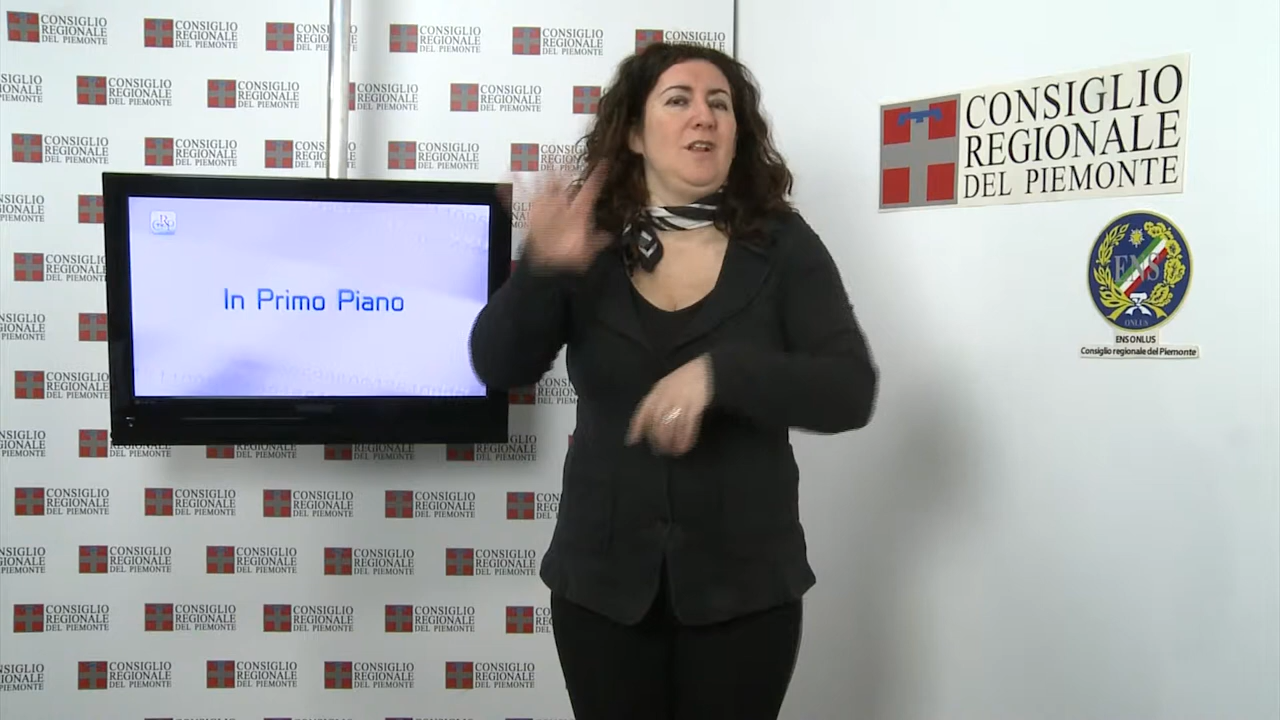 CONSIGLIO
REGIONALE
DEL PIEMONTE
In Primo Piano
CONSIGLIO
REGIONALE
DEL PIEMONTE
ENS
ONLUS
ENS ONLUS
Consiglio regionale del Piemonte